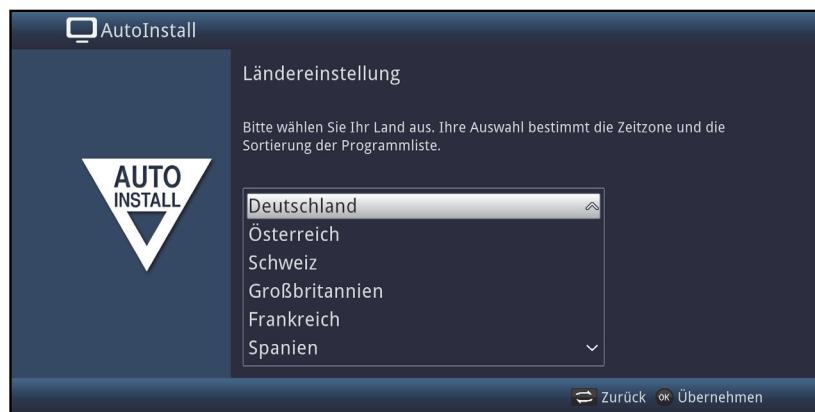 AutoInstall
Ländereinstellung
Bitte wählen Sie Ihr Land aus. Ihre Auswahl bestimmt die Zeitzone und die
Sortierung der Programmliste.
AUTO
INSTALL
Deutschland
Österreich
Schweiz
Großbritannien
Frankreich
Spanien
Zurück OK Übernehmen